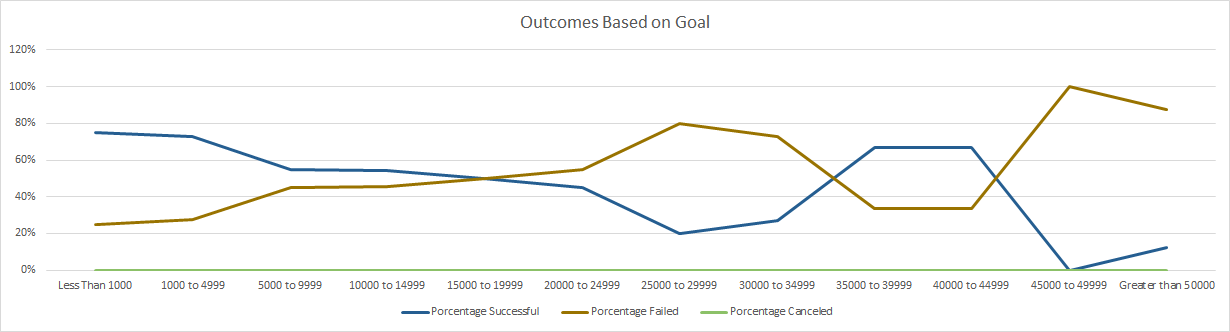 Outcomes Based on Goal
120%
100%
80%
60%
40%
20%
0%
Less Than 1000 1000 to 4999 5000 to 9999 10000 to 14999 15000 to 19999 20000 to 24999 25000 to 29999 30000 to 34999 35000 to 39999 40000 to 44999 45000 to 49999 Greater than 50000
Porcentage Successful Porcentage Failed Porcentage Canceled